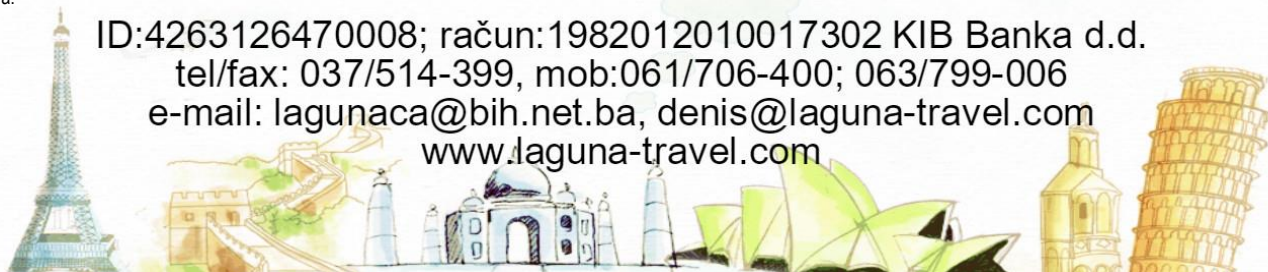 a.
ID:4263126470008; račun:1982012010017302 KIB Banka d.d.
tel/fax: 037/514-399, mob:061/706-400; 063/799-006
e-mail: lagunaca@bih.net.ba, denis@laguna-travel.com
www.laguna-travel.com